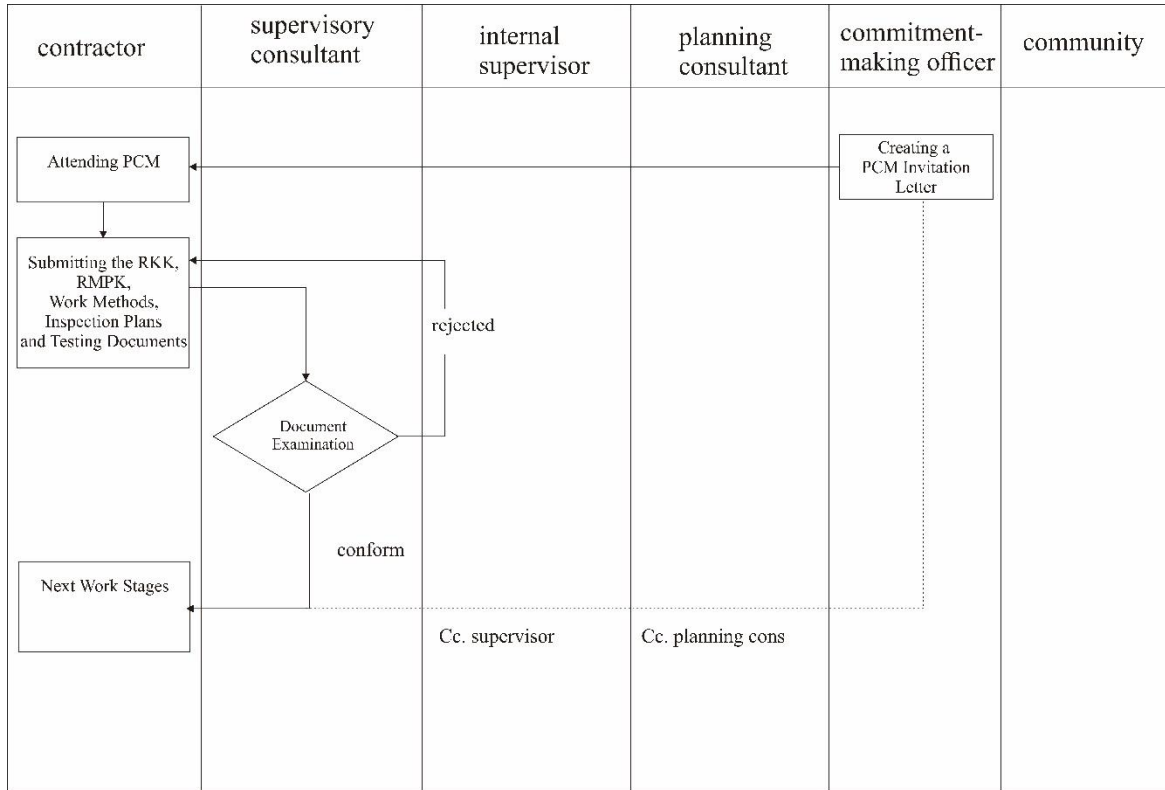 contractor
supervisory
consultant
internal
supervisor
planning
consultant
commitment-
making officer
community
Attending PCM
Creating a
PCM Invitation
Letter
Submitting the RKK,
RMPK,
Work Methods,
Inspection Plans
and Testing Documents
rejected
Document
Examination
conform
Next Work Stages
Cc. supervisor
Cc. planning cons